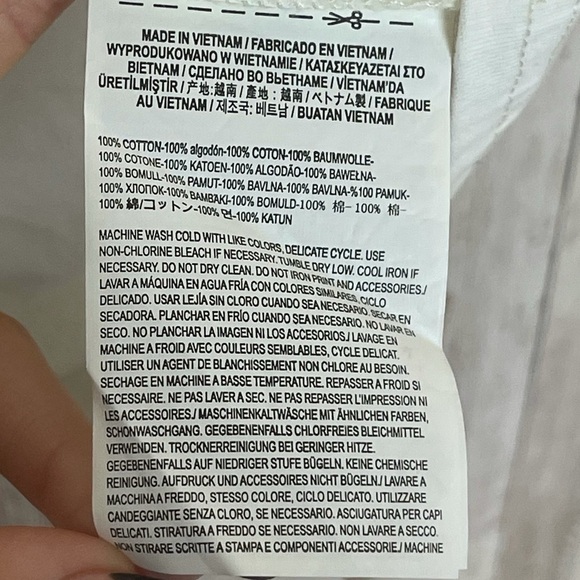 MADE IN VIETNAM / FABRICADO EN VIETNAM /
WYPRODUKOWANO W WIETNAMIE / ΚΑΤΑΣΚΕΥΑΖΕΤΑΙ ΣΤΟ
ΒΙΕΤΝΑΜ / СДЕЛАНО ВО ВЬЕТНАМЕ / VİETNAM'DA
ÜRETİLMİŞTİR / 产地:越南 / 產地:越南 / ベトナム製 / FABRIQUE
AU VIETNAM / 제조국: 베트남 / BUATAN VIETNAM
100% COTTON-100% algodón-100% COTON-100% BAUMWOLLE-
100% COTONE-100% KATOEN-100% ALGODÃO-100% BAWEŁNA-
100% BOMULL-100% PAMUT-100% BAVLNA-100% BAVLNA-%100 PAMUK-
100% ХЛОПОК-100% ΒΑΜΒΑΚΙ-100% BOMULD-100% 棉- 100% 棉-
100% 綿/コットン-100% 면-100% KATUN
MACHINE WASH COLD WITH LIKE COLORS, DELICATE CYCLE. USE
NON-CHLORINE BLEACH IF NECESSARY. TUMBLE DRY LOW. COOL IRON IF
NECESSARY. DO NOT DRY CLEAN. DO NOT IRON PRINT AND ACCESSORIES./
LAVAR A MÁQUINA EN AGUA FRÍA CON COLORES SIMILARES, CICLO
DELICADO. USAR LEJÍA SIN CLORO CUANDO SEA NECESARIO. SECAR EN
SECADORA. PLANCHAR EN FRÍO CUANDO SEA NECESARIO. NO LAVAR EN
SECO. NO PLANCHAR LA IMAGEN NI LOS ACCESORIOS./ LAVAGE EN
MACHINE A FROID AVEC COULEURS SEMBLABLES, CYCLE DELICAT.
UTILISER UN AGENT DE BLANCHISSEMENT NON CHLORE AU BESOIN.
SECHAGE EN MACHINE A BASSE TEMPERATURE. REPASSER A FROID SI
NECESSAIRE. NE PAS LAVER A SEC. NE PAS REPASSER L'IMPRESSION NI
LES ACCESSOIRES./ MASCHINENKALTWÄSCHE MIT ÄHNLICHEN FARBEN,
SCHONWASCHGANG. GEGEBENENFALLS CHLORFREIES BLEICHMITTEL
VERWENDEN. TROCKNERREINIGUNG BEI GERINGER HITZE.
GEGEBENENFALLS AUF NIEDRIGER STUFE BÜGELN. KEINE CHEMISCHE
REINIGUNG. AUFDRUCK UND ACCESSOIRES NICHT BÜGELN./ LAVARE A
MACCHINA A FREDDO, STESSO COLORE, CICLO DELICATO. UTILIZZARE
CANDEGGIANTE SENZA CLORO, SE NECESSARIO. ASCIUGATURA PER CAPI
DELICATI. STIRATURA A FREDDO SE NECESSARIO. NON LAVARE A SECCO.
NON STIRARE SCRITTE A STAMPA E COMPONENTI ACCESSORIE./ MACHINE